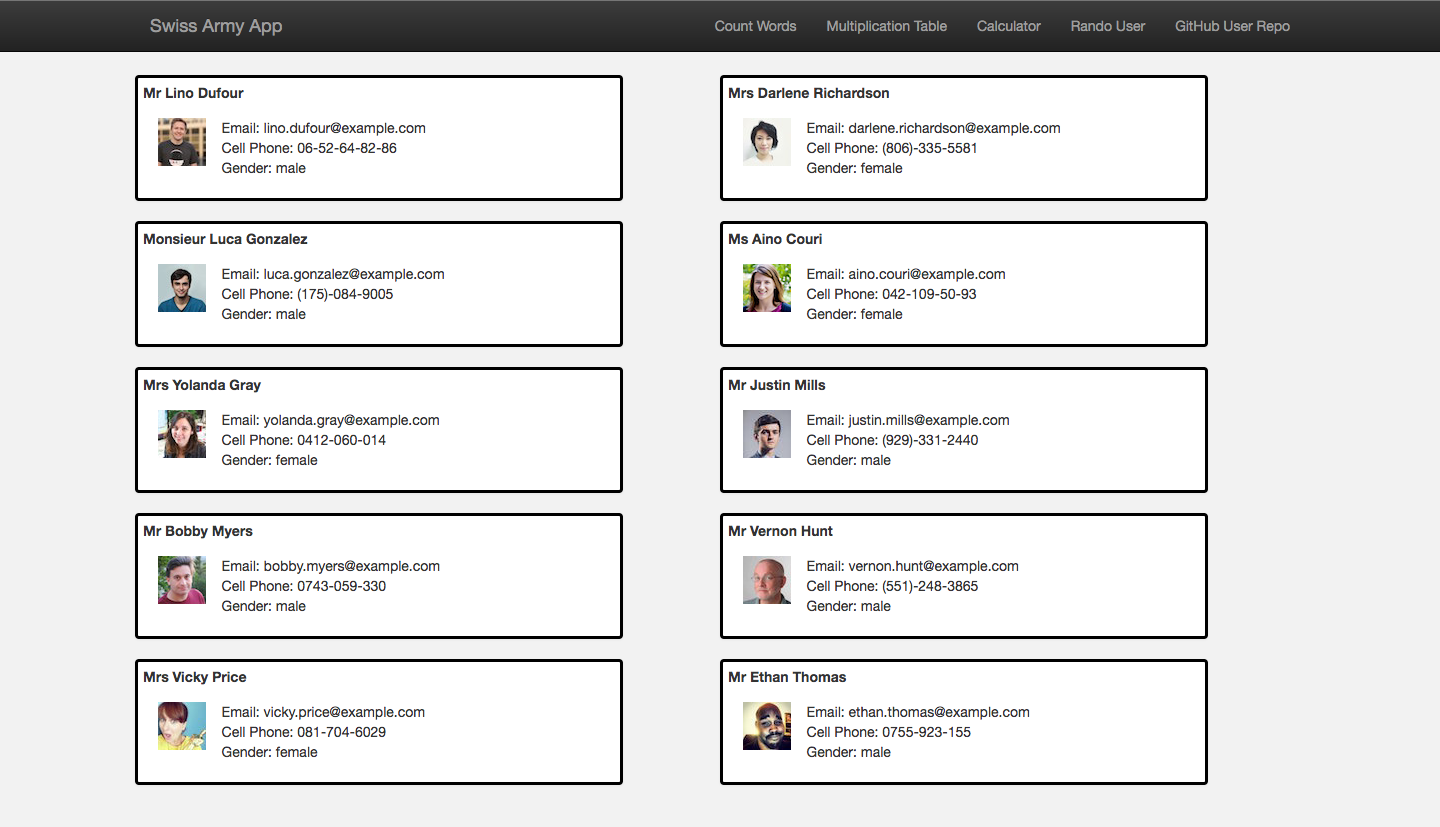 Swiss Army App
Count Words Multiplication Table Calculator Rando User GitHub User Repo
Mr Lino Dufour
Email: lino.dufour@example.com
Cell Phone: 06-52-64-82-86
Gender: male
Mrs Darlene Richardson
Email: darlene.richardson@example.com
Cell Phone: (806)-335-5581
Gender: female
Monsieur Luca Gonzalez
Email: luca.gonzalez@example.com
Cell Phone: (175)-084-9005
Gender: male
Ms Aino Couri
Email: aino.couri@example.com
Cell Phone: 042-109-50-93
Gender: female
Mrs Yolanda Gray
Email: yolanda.gray@example.com
Cell Phone: 0412-060-014
Gender: female
Mr Justin Mills
Email: justin.mills@example.com
Cell Phone: (929)-331-2440
Gender: male
Mr Bobby Myers
Email: bobby.myers@example.com
Cell Phone: 0743-059-330
Gender: male
Mr Vernon Hunt
Email: vernon.hunt@example.com
Cell Phone: (551)-248-3865
Gender: male
Mrs Vicky Price
Email: vicky.price@example.com
Cell Phone: 081-704-6029
Gender: female
Mr Ethan Thomas
Email: ethan.thomas@example.com
Cell Phone: 0755-923-155
Gender: male